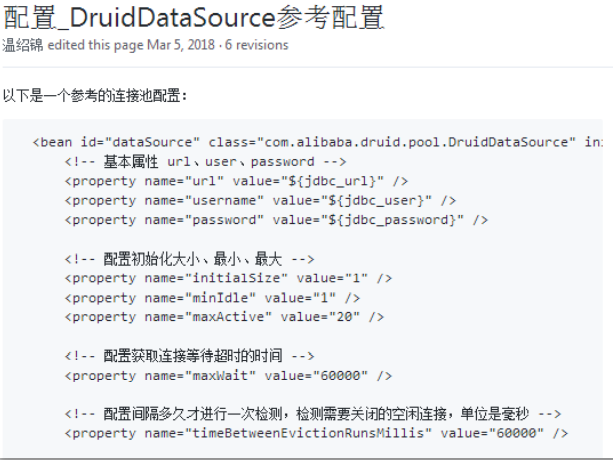 配置_DruidDataSource参考配置
温绍锦 edited this page Mar 5, 2018 · 6 revisions
以下是一个参考的连接池配置：
<bean id="dataSource" class="com.alibaba.druid.pool.DruidDataSource" ini
<!-- 基本属性 url、user、password -->
<property name="url" value="${jdbc_url}" />
<property name="username" value="${jdbc_user}" />
<property name="password" value="${jdbc_password}" />
<!-- 配置初始化大小、最小、最大 -->
<property name="initialSize" value="1" />
<property name="minIdle" value="1" />
<property name="maxActive" value="20" />
<!-- 配置获取连接等待超时的时间 -->
<property name="maxWait" value="60000" />
<!-- 配置间隔多久才进行一次检测，检测需要关闭的空闲连接，单位是毫秒 -->
<property name="timeBetweenEvictionRunsMillis" value="60000" />